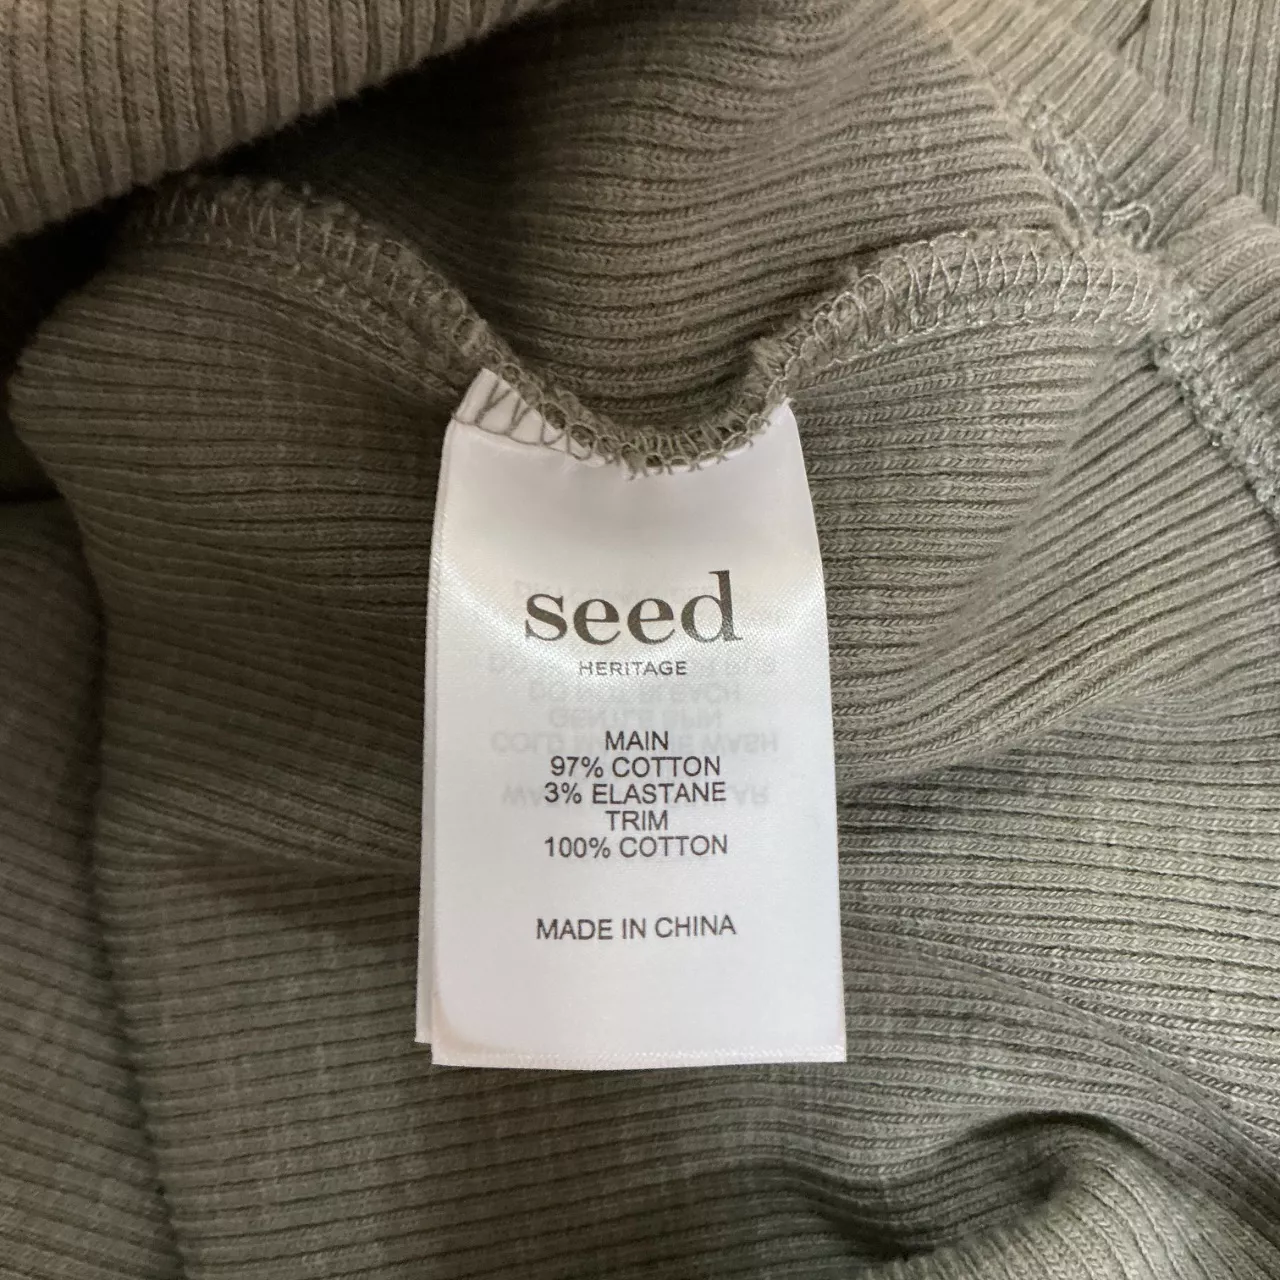 seed
HERITAGE
MAIN
97% COTTON
3% ELASTANE
TRIM
100% COTTON
MADE IN CHINA